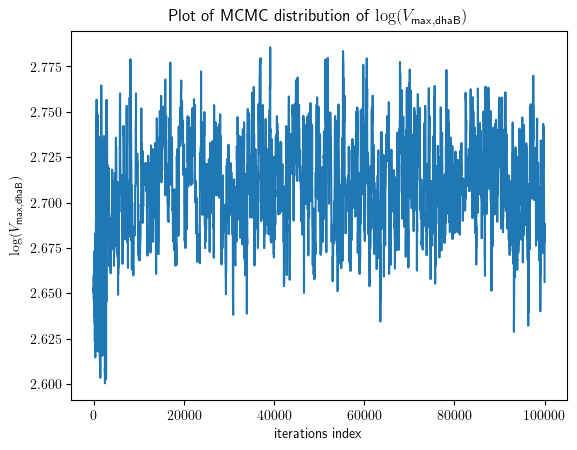 Plot of MCMC distribution of log(V_max,dhaB)
log(V_max,dhaB)
2.775
2.750
2.725
2.700
2.675
2.650
2.625
2.600
0 20000 40000 60000 80000 100000
iterations index